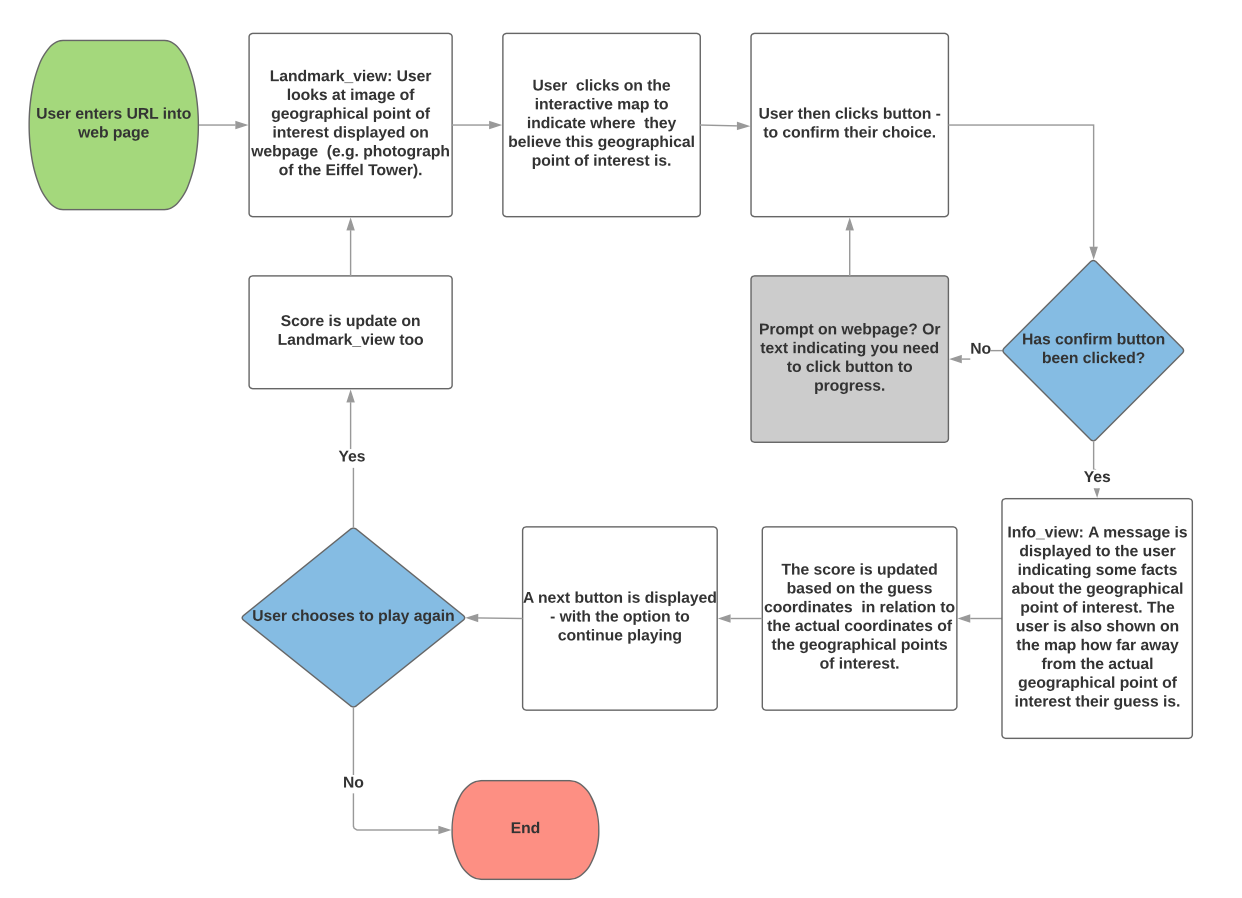 User enters URL into
web page
Landmark_view: User
looks at image of
geographical point of
interest displayed on
webpage (e.g. photograph
of the Eiffel Tower).
User clicks on the
interactive map to
indicate where they
believe this geographical
point of interest is.
User then clicks button -
to confirm their choice.
Has confirm button
been clicked?
No
Prompt on webpage? Or
text indicating you need
to click button to
progress.
Yes
Info_view: A message is
displayed to the user
indicating some facts
about the geographical
point of interest. The
user is also shown on
the map how far away
from the actual
geographical point of
interest their guess is.
The score is updated
based on the guess
coordinates in relation to
the actual coordinates of
the geographical points
of interest.
A next button is displayed
- with the option to
continue playing
User chooses to play again
Yes
Score is update on
Landmark_view too
No
End